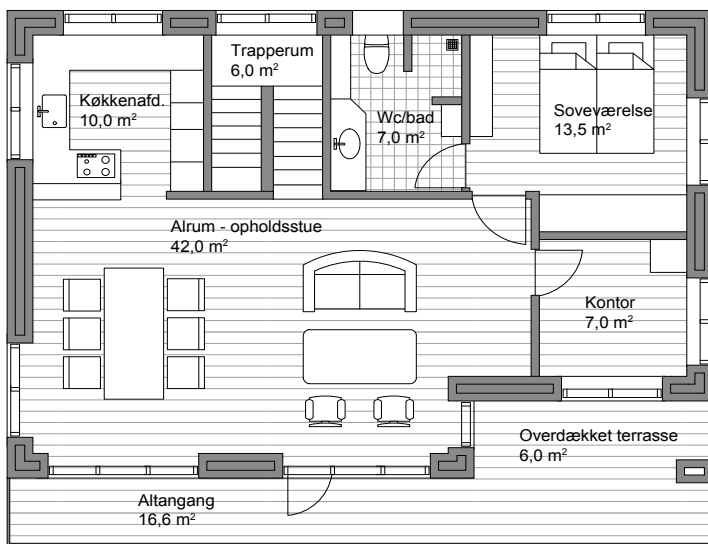 Trapperum
6,0 m²
Køkkenafd.
10,0 m²
Wc/bad
7,0 m²
Soveværelse
13,5 m²
Alrum - opholdsstue
42,0 m²
Kontor
7,0 m²
Overdækket terrasse
6,0 m²
Altangang
16,6 m²